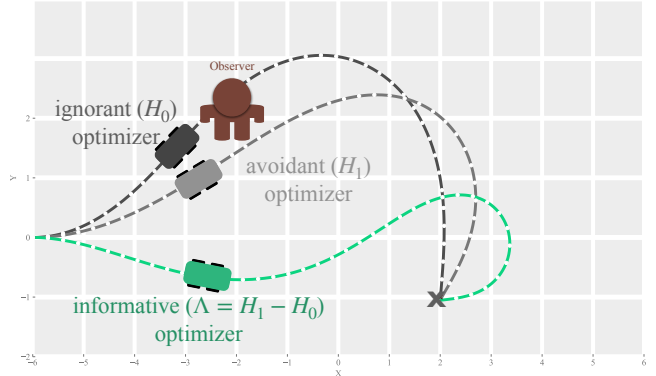 Observer
ignorant (H₀)
optimizer
avoidant (H₁)
optimizer
informative (Λ = H₁ − H₀)
optimizer
Y
2
1
0
−1
−2
−6
−5
−4
−3
−2
−1
0
1
2
3
4
5
6
X